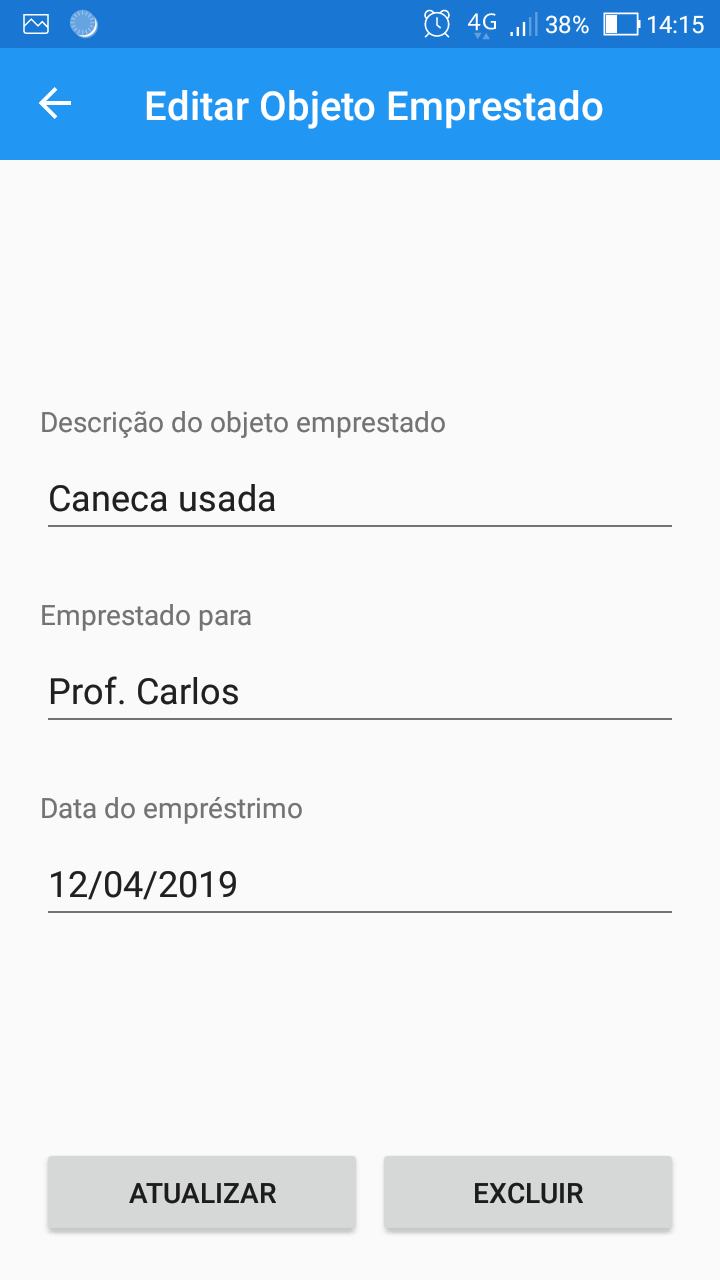 4G 38% 14:15
Editar Objeto Emprestado
Descrição do objeto emprestado
Caneca usada
Emprestado para
Prof. Carlos
Data do empréstrimo
12/04/2019
ATUALIZAR EXCLUIR